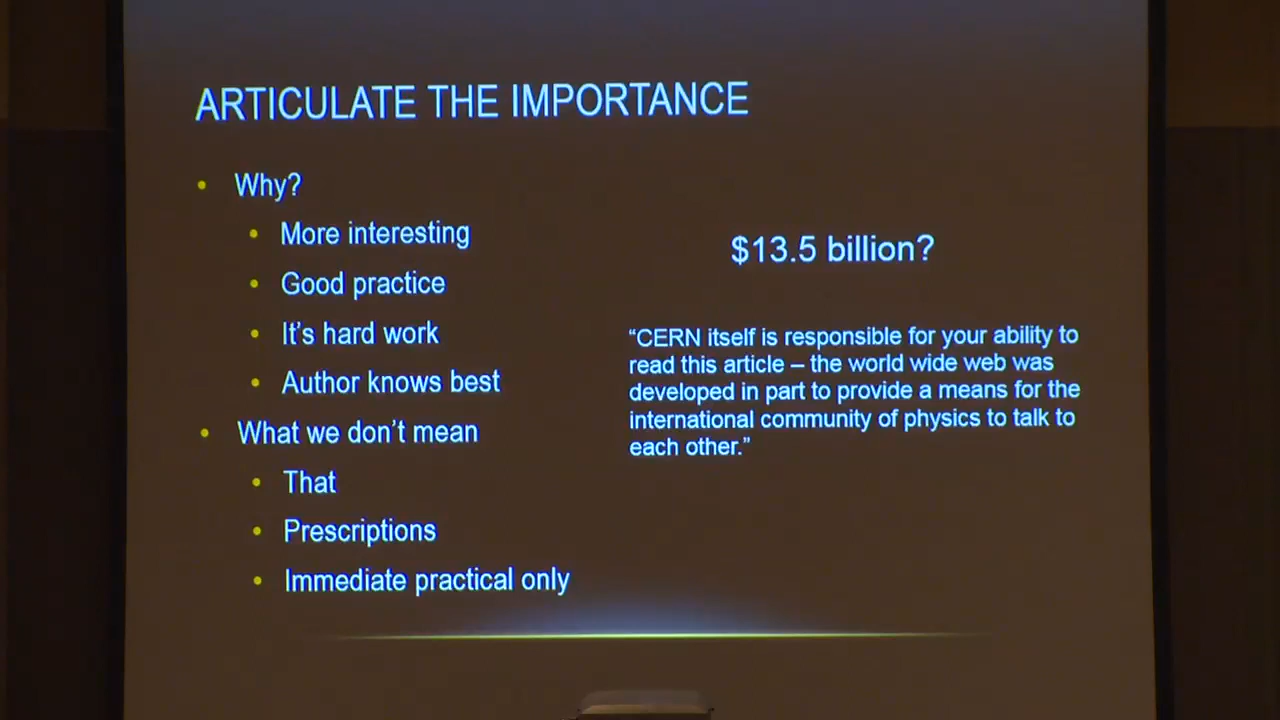 ARTICULATE THE IMPORTANCE
Why?
More interesting
Good practice
It's hard work
Author knows best
What we don't mean
That
Prescriptions
Immediate practical only
$13.5 billion?
“CERN itself is responsible for your ability to
read this article – the world wide web was
developed in part to provide a means for the
international community of physics to talk to
each other.”